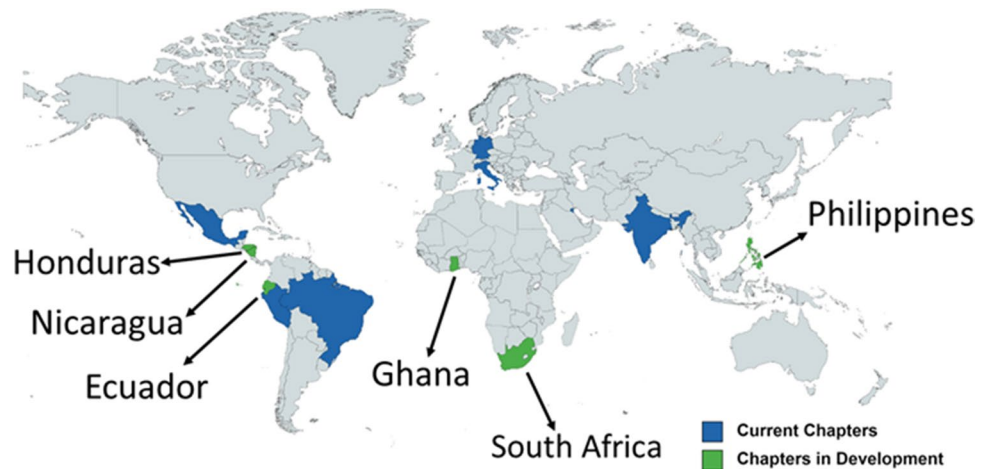 Philippines
Honduras
Nicaragua
Ecuador
Ghana
South Africa
Current Chapters
Chapters in Development